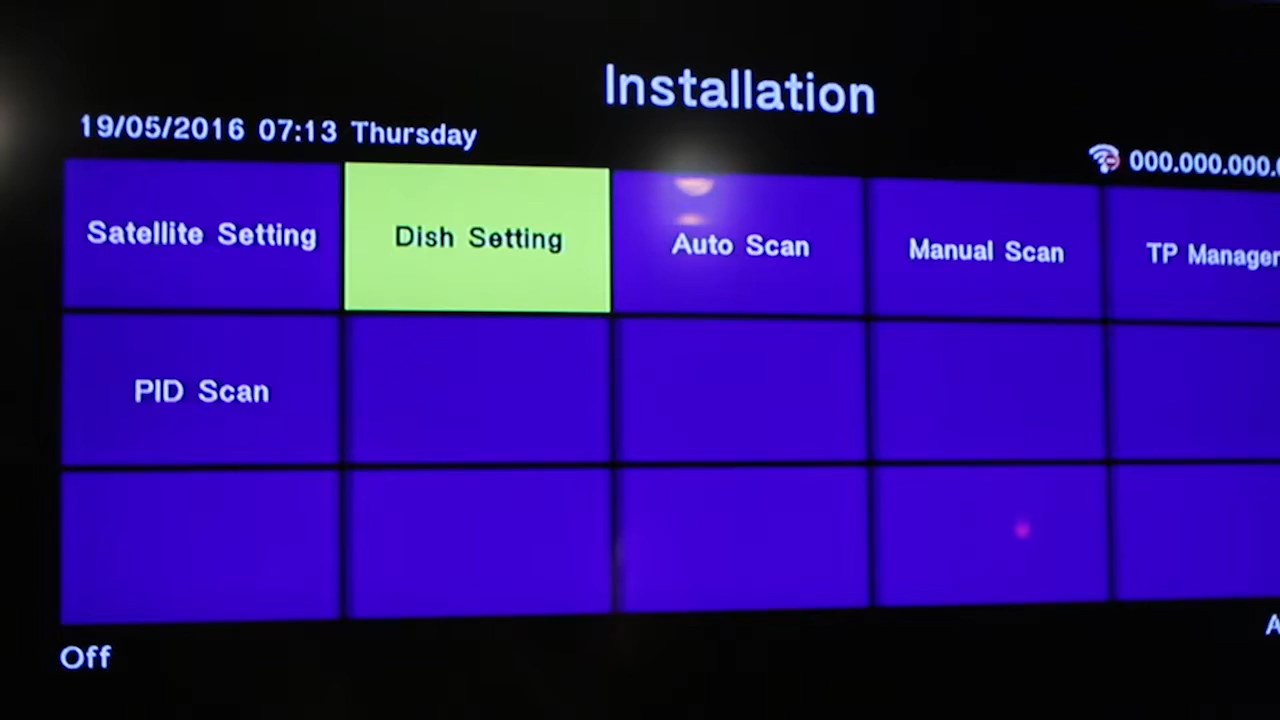 Installation
19/05/2016 07:13 Thursday
000.000.000.
Satellite Setting
Dish Setting
Auto Scan
Manual Scan
TP Manager
PID Scan
Off